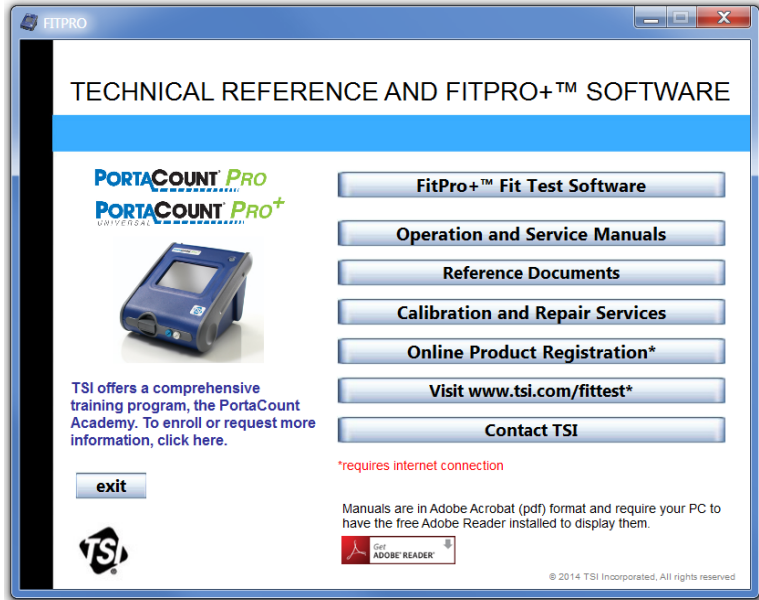 FITPRO
TECHNICAL REFERENCE AND FITPRO+™ SOFTWARE
PORTACOUNT PRO
PORTACOUNT PRO+
UNIVERSAL
TSI offers a comprehensive
training program, the PortaCount
Academy. To enroll or request more
information, click here.
exit
TSI
FitPro+™ Fit Test Software
Operation and Service Manuals
Reference Documents
Calibration and Repair Services
Online Product Registration*
Visit www.tsi.com/fittest*
Contact TSI
*requires internet connection
Manuals are in Adobe Acrobat (pdf) format and require your PC to
have the free Adobe Reader installed to display them.
Get
ADOBE® READER®
© 2014 TSI Incorporated, All rights reserved